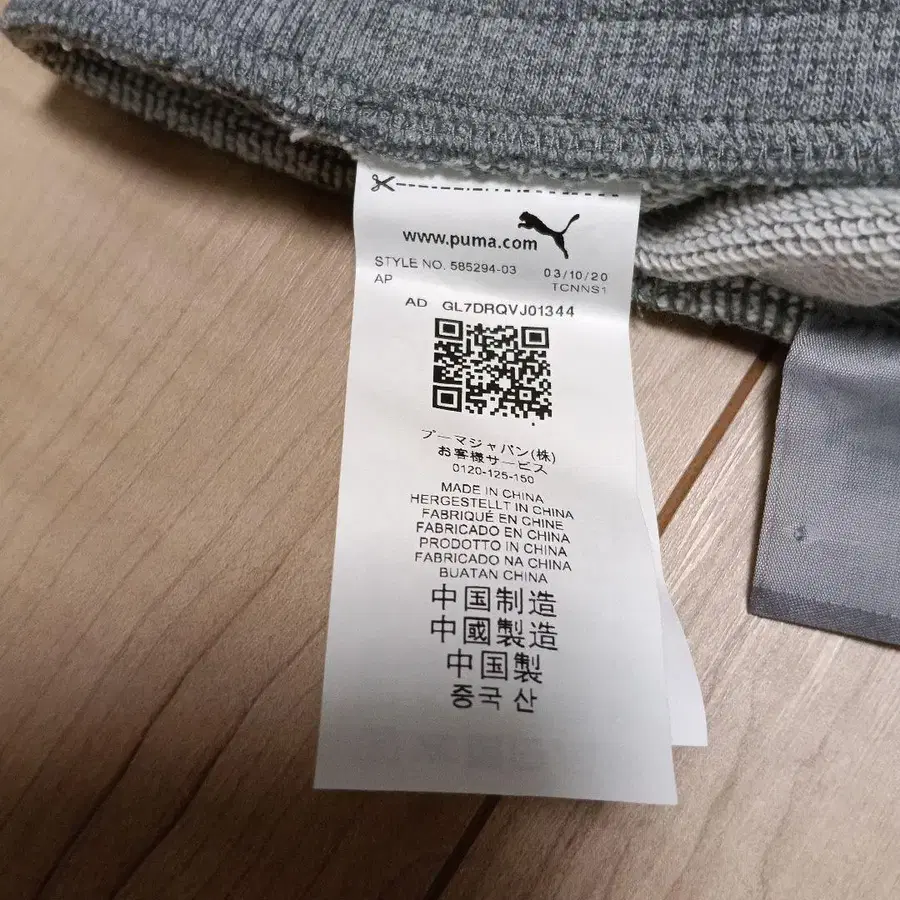 www.puma.com
STYLE NO. 585294-03 03/10/20
AP TCNNS1
AD GL7DRQVJ01344
プーマジャパン(株)
お客様サービス
0120-125-150
MADE IN CHINA
HERGESTELLT IN CHINA
FABRIQUÉ EN CHINE
FABRICADO EN CHINA
PRODOTTO IN CHINA
FABRICADO NA CHINA
BUATAN CHINA
中国制造
中國製造
中国製
중국 산